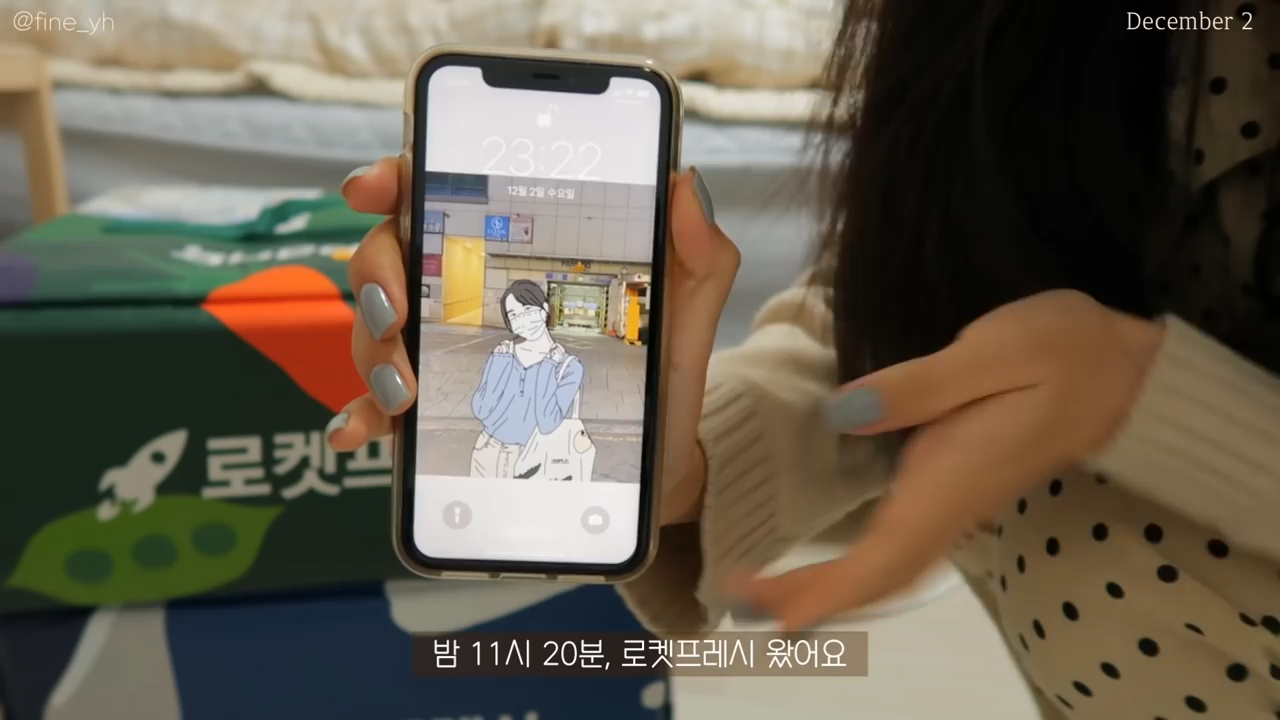 @fine_yh
December 2
23:22
12월 2일 수요일
로켓프
밤 11시 20분, 로켓프레시 왔어요